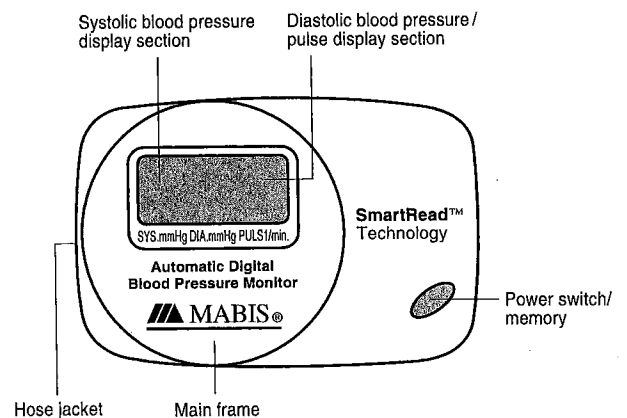 Systolic blood pressure
display section
Diastolic blood pressure/
pulse display section
SYS.mmHg DIA.mmHg PULS1/min.
SmartRead™
Technology
Automatic Digital
Blood Pressure Monitor
MABIS®
Power switch/
memory
Hose jacket
Main frame